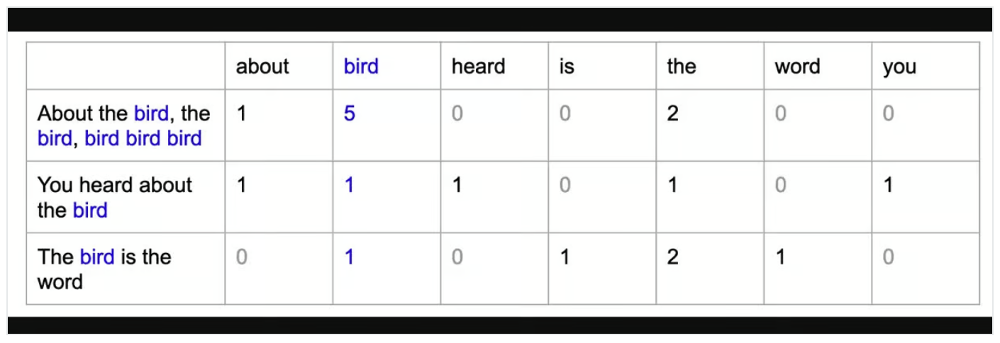 about bird heard is the word you
About the bird, the 1 5 0 0 2 0 0
bird, bird bird bird
You heard about 1 1 1 0 1 0 1
the bird
The bird is the 0 1 0 1 2 1 0
word